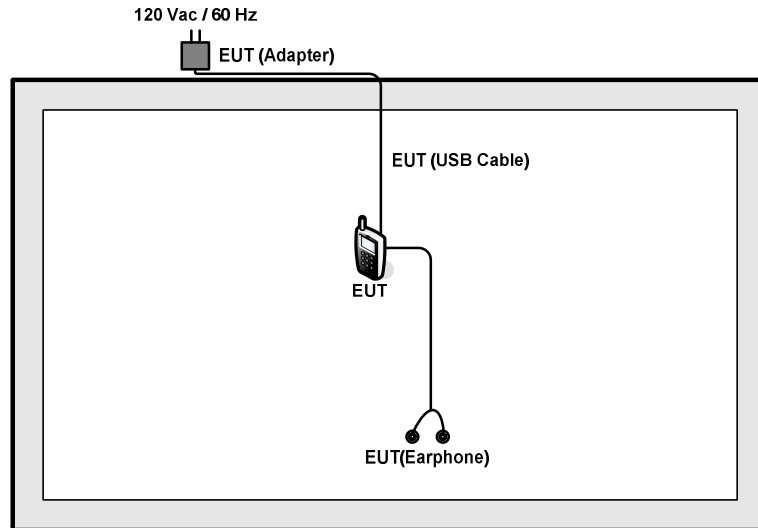 120 Vac / 60 Hz
EUT (Adapter)
EUT (USB Cable)
EUT
EUT(Earphone)